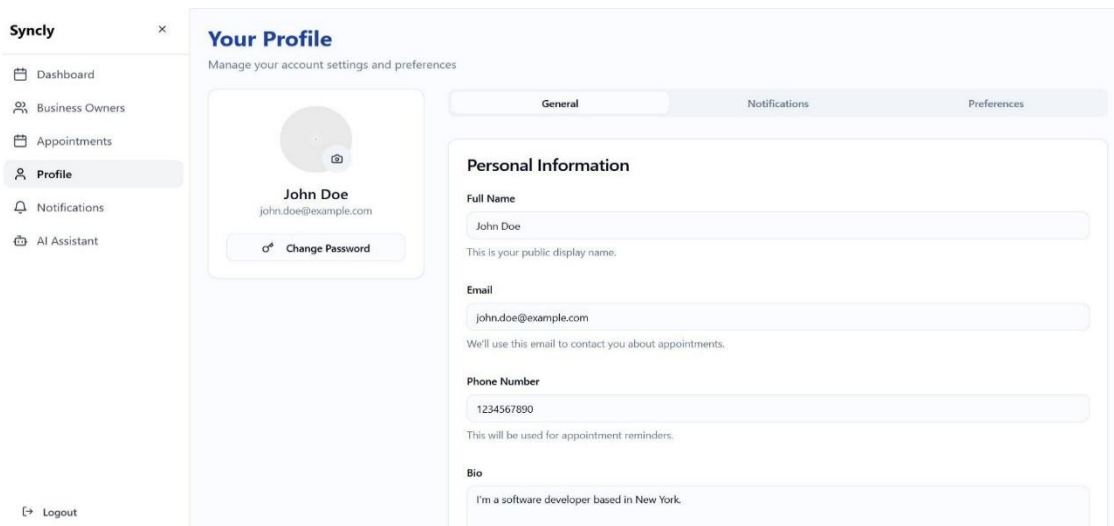 Syncly
Dashboard
Business Owners
Appointments
Profile
Notifications
AI Assistant
Logout
Your Profile
Manage your account settings and preferences
John Doe
john.doe@example.com
Change Password
General
Notifications
Preferences
Personal Information
Full Name
John Doe
This is your public display name.
Email
john.doe@example.com
We'll use this email to contact you about appointments.
Phone Number
1234567890
This will be used for appointment reminders.
Bio
I'm a software developer based in New York.